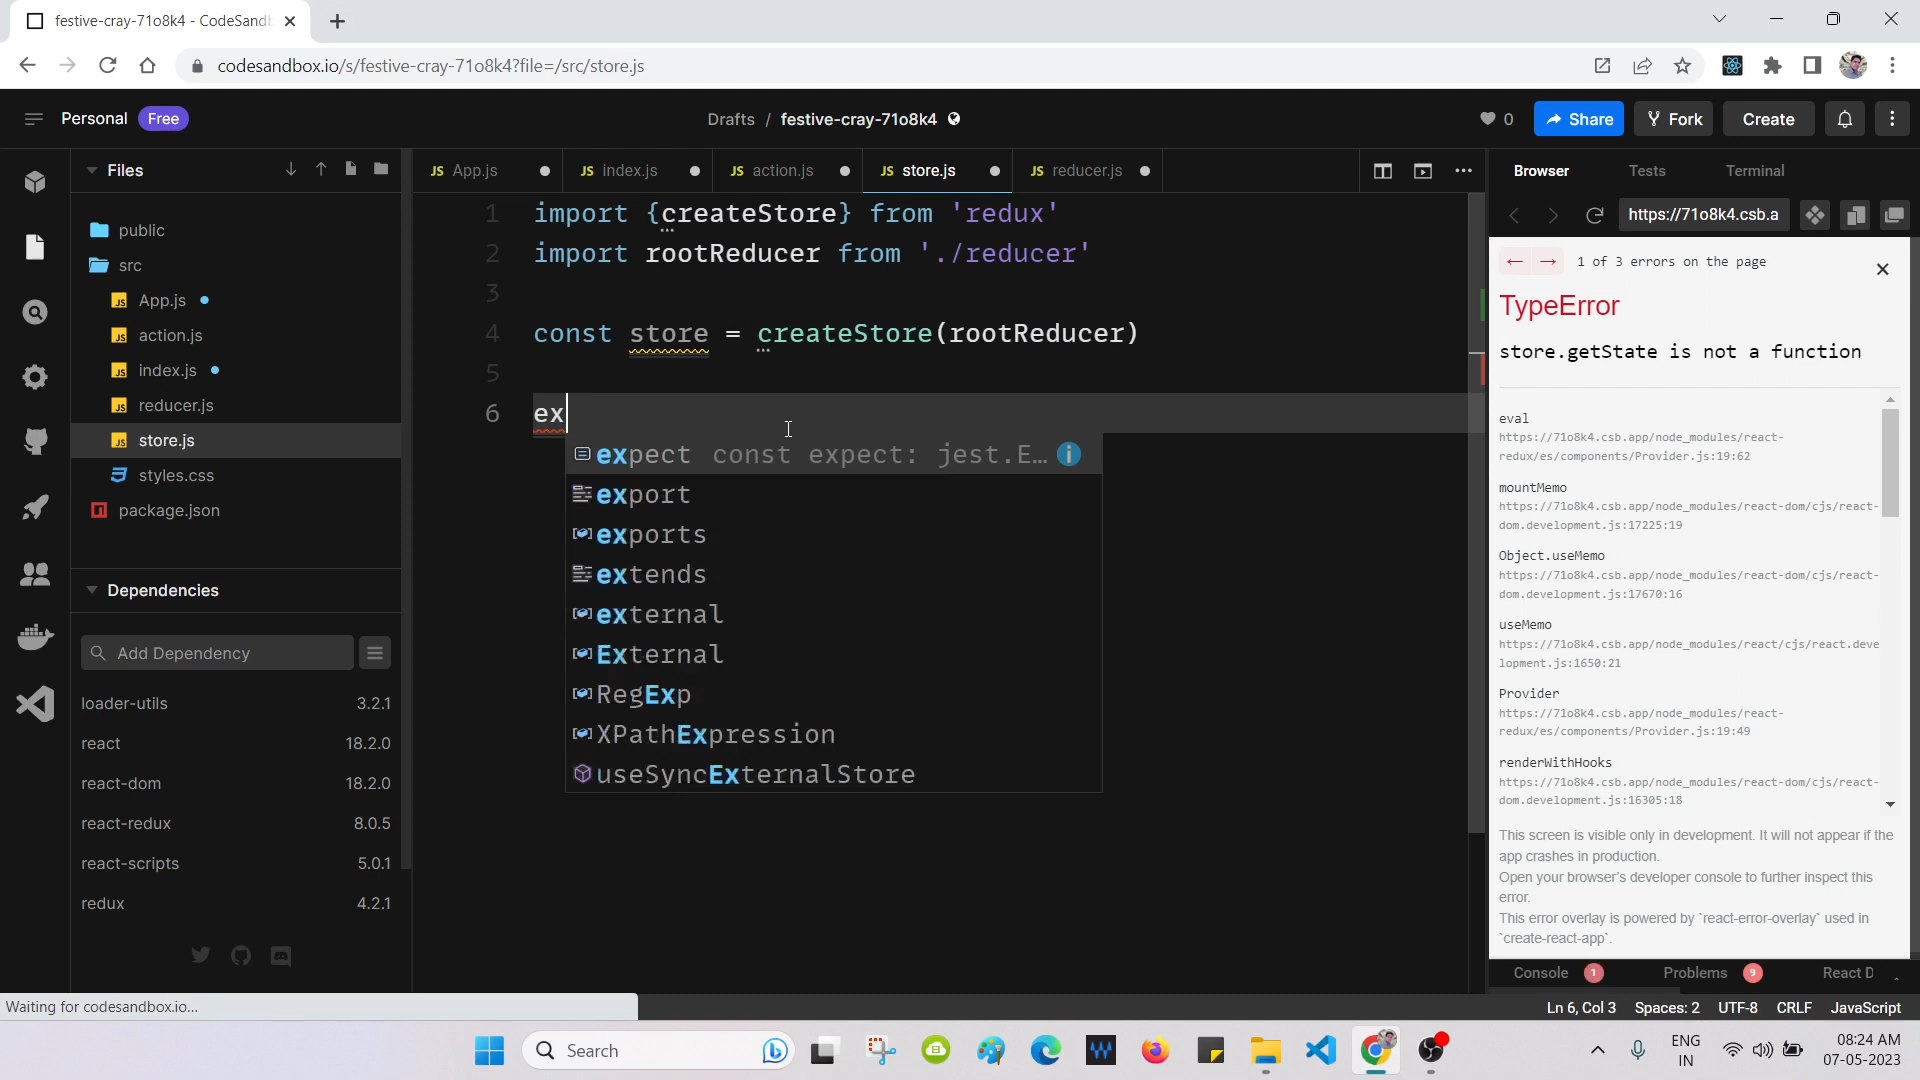 festive-cray-71o8k4 - CodeSandb
codesandbox.io/s/festive-cray-71o8k4?file=/src/store.js
Personal Free
Drafts / festive-cray-71o8k4
0 Share Fork Create
Files
public
src
App.js
action.js
index.js
reducer.js
store.js
styles.css
package.json
Dependencies
Add Dependency
loader-utils 3.2.1
react 18.2.0
react-dom 18.2.0
react-redux 8.0.5
react-scripts 5.0.1
redux 4.2.1
JS App.js JS index.js JS action.js JS store.js JS reducer.js
1 import {createStore} from 'redux'
2 import rootReducer from './reducer'
3
4 const store = createStore(rootReducer)
5
6 ex
expect const expect: jest.E…
export
exports
extends
external
External
RegExp
XPathExpression
useSyncExternalStore
Browser Tests Terminal
https://71o8k4.csb.a
← → 1 of 3 errors on the page
TypeError
store.getState is not a function
eval
https://71o8k4.csb.app/node_modules/react-
redux/es/components/Provider.js:19:62
mountMemo
https://71o8k4.csb.app/node_modules/react-dom/cjs/react-
dom.development.js:17225:19
Object.useMemo
https://71o8k4.csb.app/node_modules/react-dom/cjs/react-
dom.development.js:17670:16
useMemo
https://71o8k4.csb.app/node_modules/react/cjs/react.deve
lopment.js:1650:21
Provider
https://71o8k4.csb.app/node_modules/react-
redux/es/components/Provider.js:19:49
renderWithHooks
https://71o8k4.csb.app/node_modules/react-dom/cjs/react-
dom.development.js:16305:18
This screen is visible only in development. It will not appear if the
app crashes in production.
Open your browser's developer console to further inspect this
error.
This error overlay is powered by `react-error-overlay` used in
`create-react-app`.
Console 1 Problems 9 React D
Waiting for codesandbox.io...
Ln 6, Col 3 Spaces: 2 UTF-8 CRLF JavaScript
Search
ENG
IN
08:24 AM
07-05-2023